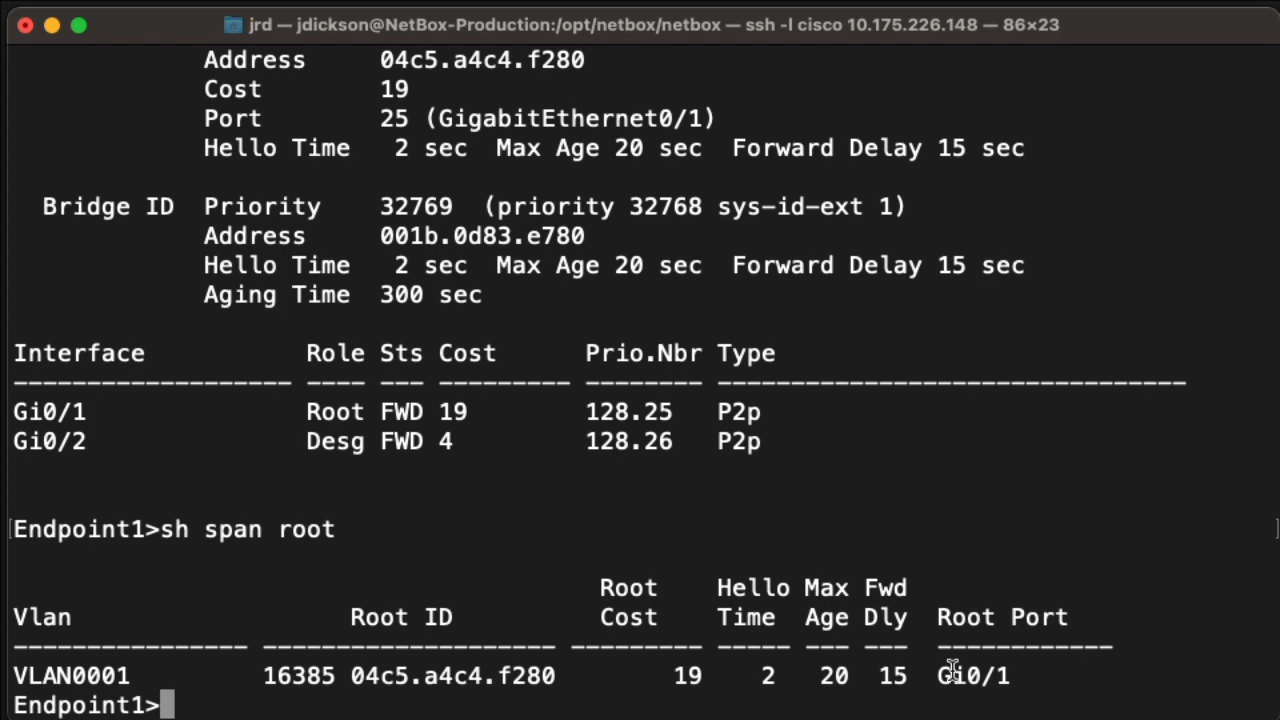 jrd — jdickson@NetBox-Production:/opt/netbox/netbox — ssh -l cisco 10.175.226.148 — 86×23
Address 04c5.a4c4.f280
Cost 19
Port 25 (GigabitEthernet0/1)
Hello Time 2 sec Max Age 20 sec Forward Delay 15 sec
Bridge ID Priority 32769 (priority 32768 sys-id-ext 1)
Address 001b.0d83.e780
Hello Time 2 sec Max Age 20 sec Forward Delay 15 sec
Aging Time 300 sec
Interface Role Sts Cost Prio.Nbr Type
------------------- ---- --- --------- -------- --------------------------------
Gi0/1 Root FWD 19 128.25 P2p
Gi0/2 Desg FWD 4 128.26 P2p
[Endpoint1>sh span root ]
Root Hello Max Fwd
Vlan Root ID Cost Time Age Dly Root Port
---------------- -------------------- --------- ----- --- --- ------------
VLAN0001 16385 04c5.a4c4.f280 19 2 20 15 Gi0/1
Endpoint1>